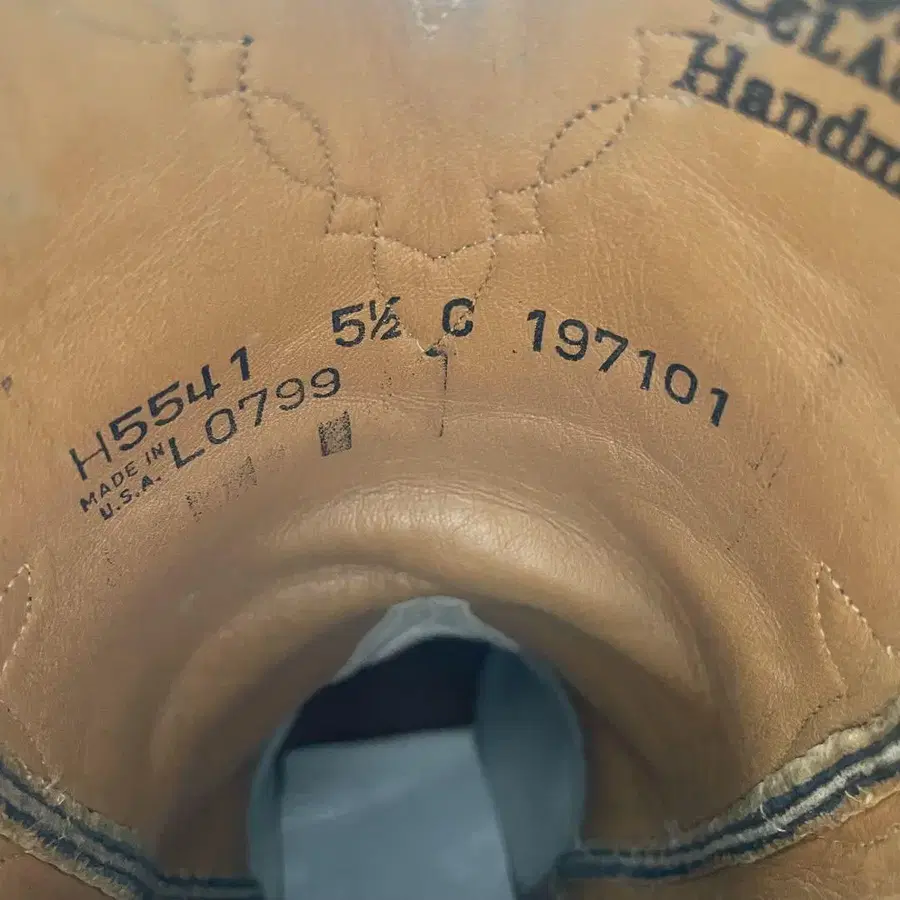 Handm
H5541 5½ C 197101
MADE IN L0799
U.S.A.